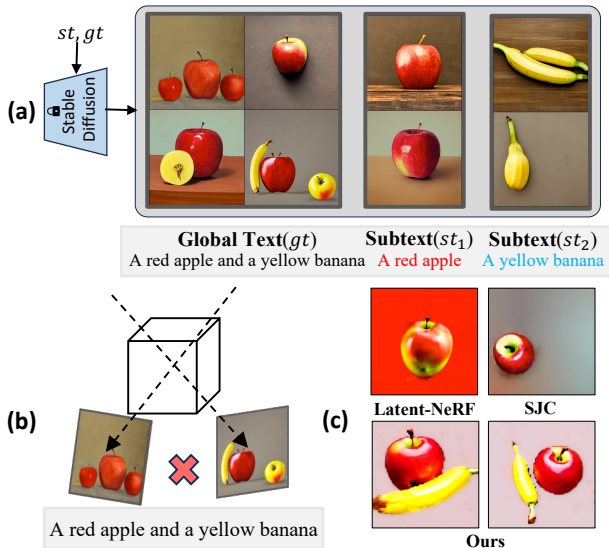 st, gt
(a)
Stable
Diffusion
Global Text(gt)
A red apple and a yellow banana
Subtext(st₁)
A red apple
Subtext(st₂)
A yellow banana
(b)
A red apple and a yellow banana
(c)
Latent-NeRF
SJC
Ours